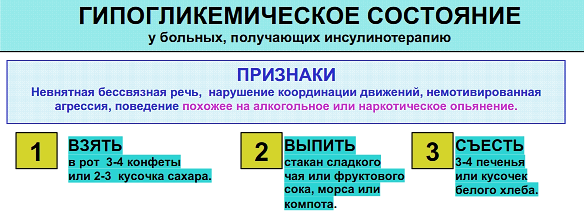 ГИПОГЛИКЕМИЧЕСКОЕ СОСТОЯНИЕ
у больных, получающих инсулинотерапию
ПРИЗНАКИ
Невнятная бессвязная речь, нарушение координации движений, немотивированная
агрессия, поведение похожее на алкогольное или наркотическое опьянение.
1
ВЗЯТЬ
в рот 3-4 конфеты
или 2-3 кусочка сахара.
2
ВЫПИТЬ
стакан сладкого
чая или фруктового
сока, морса или
компота.
3
СЪЕСТЬ
3-4 печенья
или кусочек
белого хлеба.